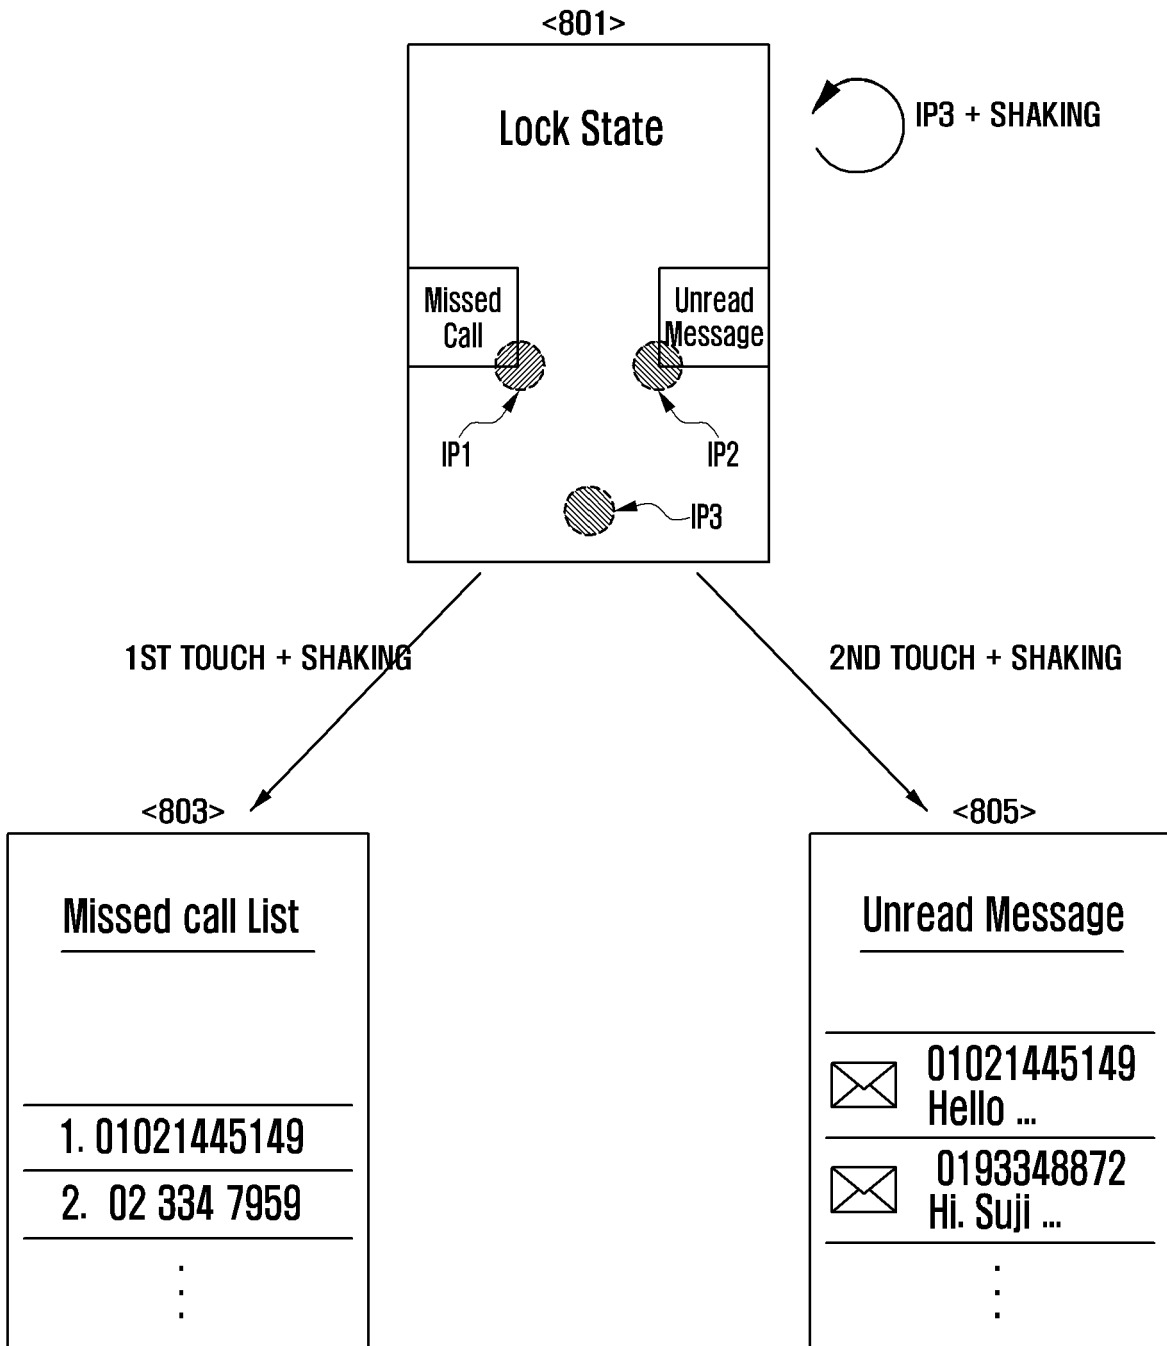 <801>
Lock State
IP3 + SHAKING
Missed
Call
Unread
Message
IP1
IP2
IP3
1ST TOUCH + SHAKING
2ND TOUCH + SHAKING
<803>
Missed call List
1. 01021445149
2. 02 334 7959
<805>
Unread Message
01021445149
Hello ...
0193348872
Hi. Suji ...